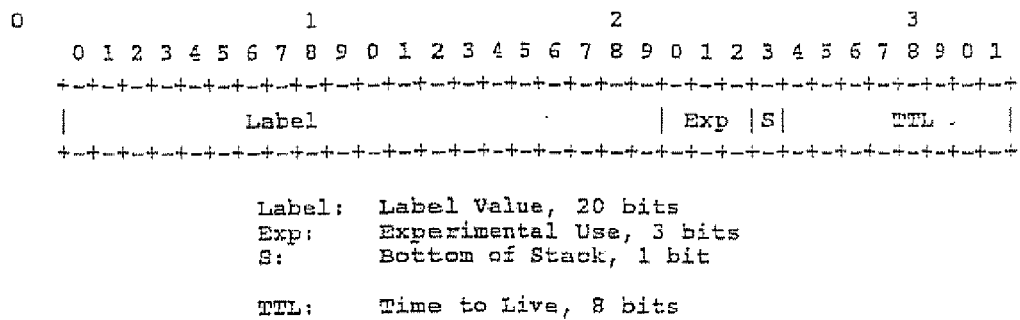 0                   1                   2                   3
0 1 2 3 4 5 6 7 8 9 0 1 2 3 4 5 6 7 8 9 0 1 2 3 4 5 6 7 8 9 0 1
+-+-+-+-+-+-+-+-+-+-+-+-+-+-+-+-+-+-+-+-+-+-+-+-+-+-+-+-+-+-+-+-+
| Label | Exp |S| TTL |
+-+-+-+-+-+-+-+-+-+-+-+-+-+-+-+-+-+-+-+-+-+-+-+-+-+-+-+-+-+-+-+-+
Label: Label Value, 20 bits
Exp: Experimental Use, 3 bits
S: Bottom of Stack, 1 bit
TTL: Time to Live, 8 bits